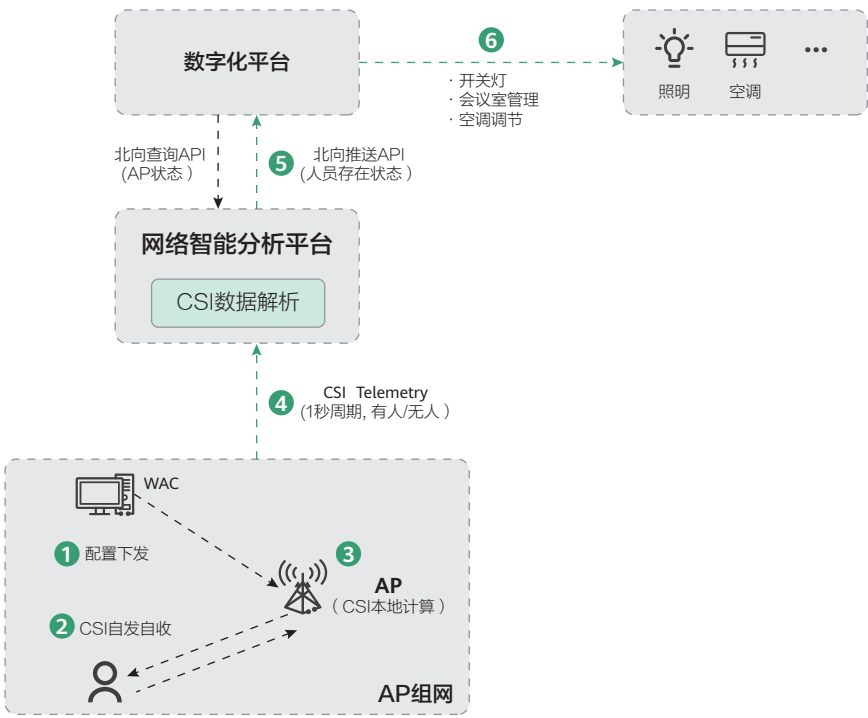 数字化平台
6
· 开关灯
· 会议室管理
· 空调调节
照明
空调
...
北向查询API
(AP状态）
5
北向推送API
(人员存在状态）
网络智能分析平台
CSI数据解析
4
CSI Telemetry
(1秒周期, 有人/无人）
WAC
1 配置下发
3
AP
（CSI本地计算）
2 CSI自发自收
AP组网